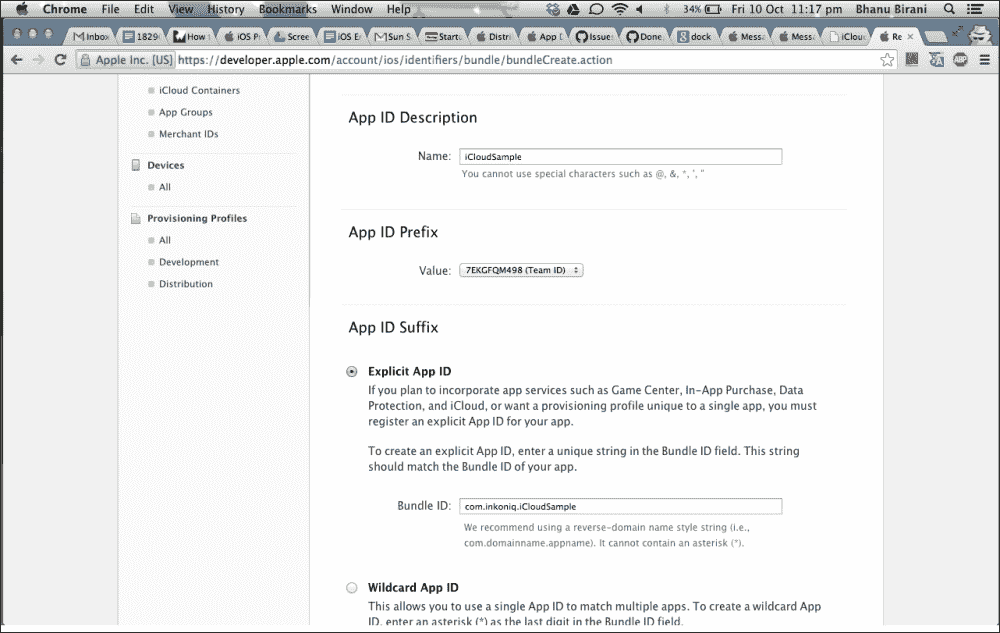 Chrome File Edit View History Bookmarks Window Help 34% Fri 10 Oct 11:17 pm Bhanu Birani
Inbox 1829 How iOS P Scree iOS E Sun S Start Distri App D Issue Done. dock Mess Mess iClou Re
Apple Inc. [US] https://developer.apple.com/account/ios/identifiers/bundle/bundleCreate.action ABP
iCloud Containers
App Groups
Merchant IDs
Devices
All
Provisioning Profiles
All
Development
Distribution
App ID Description
Name: iCloudSample
You cannot use special characters such as @, &, *, ', "
App ID Prefix
Value: 7EKGFQM498 (Team ID)
App ID Suffix
Explicit App ID
If you plan to incorporate app services such as Game Center, In-App Purchase, Data
Protection, and iCloud, or want a provisioning profile unique to a single app, you must
register an explicit App ID for your app.
To create an explicit App ID, enter a unique string in the Bundle ID field. This string
should match the Bundle ID of your app.
Bundle ID: com.inkoniq.iCloudSample
We recommend using a reverse-domain name style string (i.e.,
com.domainname.appname). It cannot contain an asterisk (*).
Wildcard App ID
This allows you to use a single App ID to match multiple apps. To create a wildcard App
ID, enter an asterisk (*) as the last digit in the Bundle ID field.